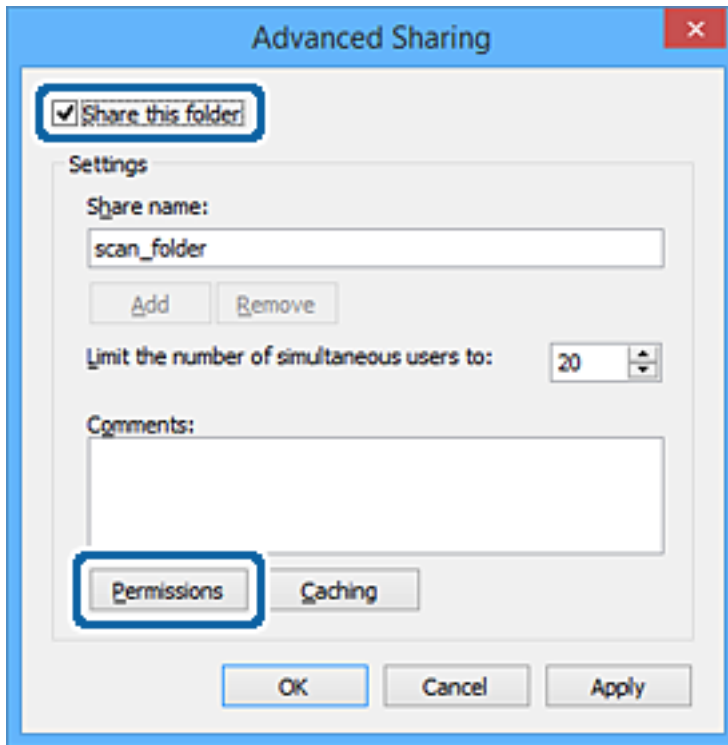 Advanced Sharing
Share this folder
Settings
Share name:
scan_folder
Add Remove
Limit the number of simultaneous users to: 20
Comments:
Permissions Caching
OK Cancel Apply